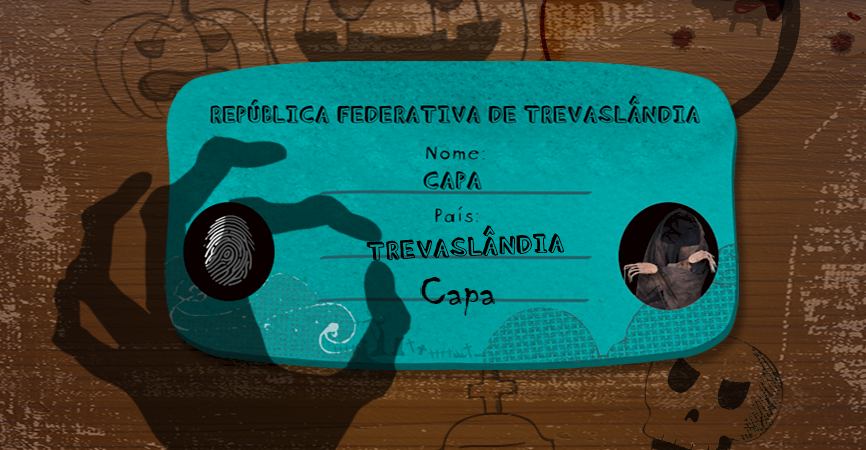 REPÚBLICA FEDERATIVA DE TREVASLÂNDIA
Nome:
CAPA
País:
TREVASLÂNDIA
Capa